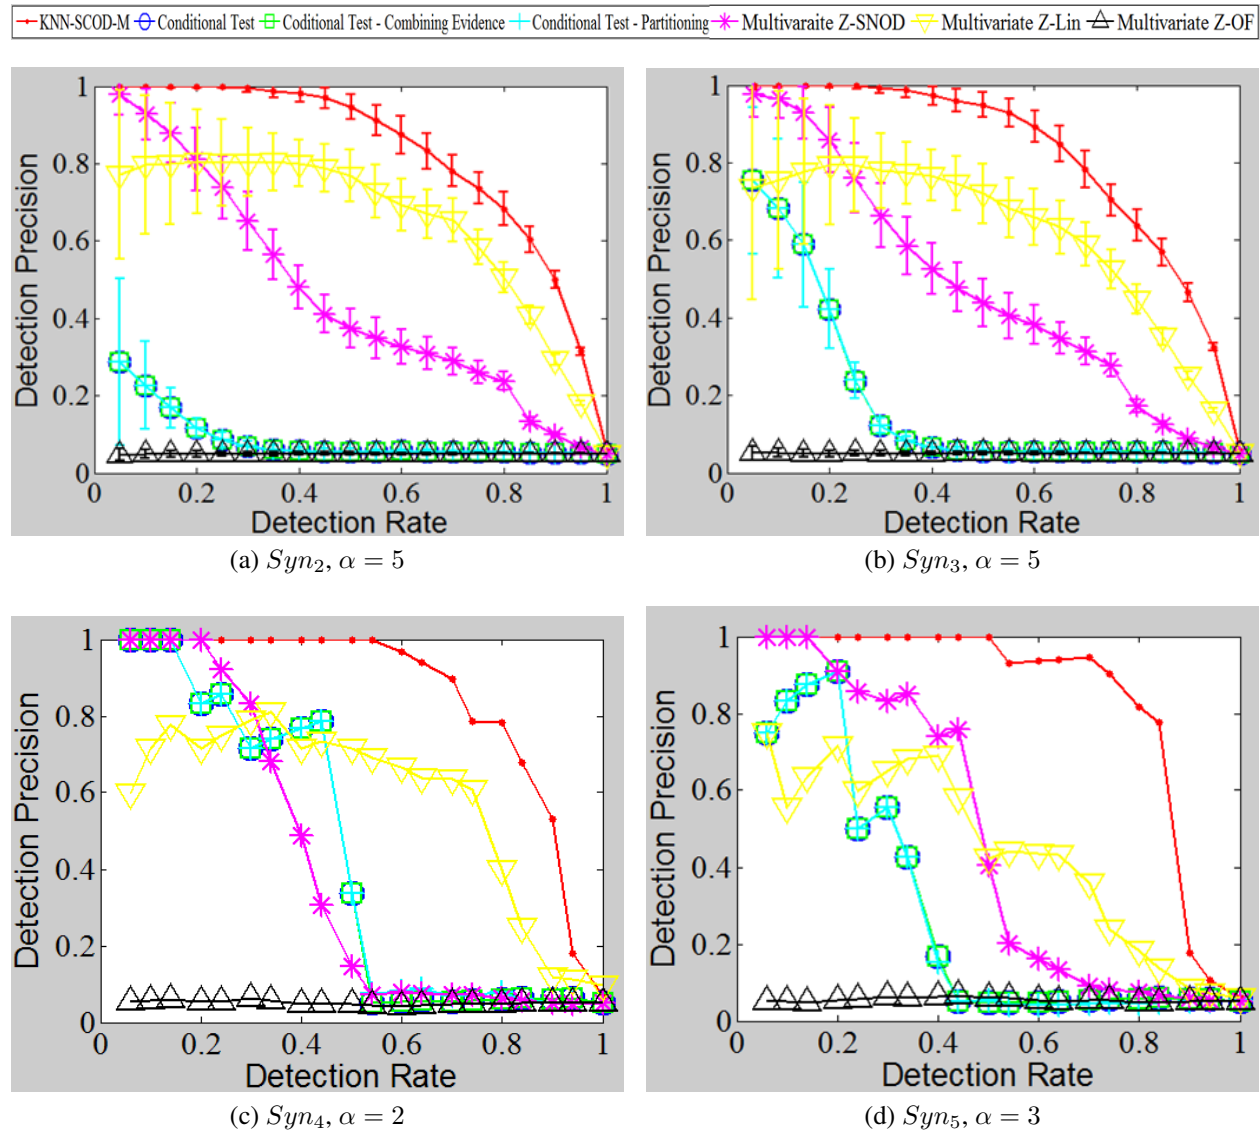 KNN-SCOD-M Conditional Test Coditional Test - Combining Evidence Conditional Test - Partitioning Multivaraite Z-SNOD Multivariate Z-Lin Multivariate Z-OF
1
0.8
0.6
0.4
0.2
0
Detection Precision
0 0.2 0.4 0.6 0.8 1
Detection Rate
(a) Syn₂, α = 5
1
0.8
0.6
0.4
0.2
0
Detection Precision
0 0.2 0.4 0.6 0.8 1
Detection Rate
(b) Syn₃, α = 5
1
0.8
0.6
0.4
0.2
0
Detection Precision
0 0.2 0.4 0.6 0.8 1
Detection Rate
(c) Syn₄, α = 2
1
0.8
0.6
0.4
0.2
0
Detection Precision
0 0.2 0.4 0.6 0.8 1
Detection Rate
(d) Syn₅, α = 3